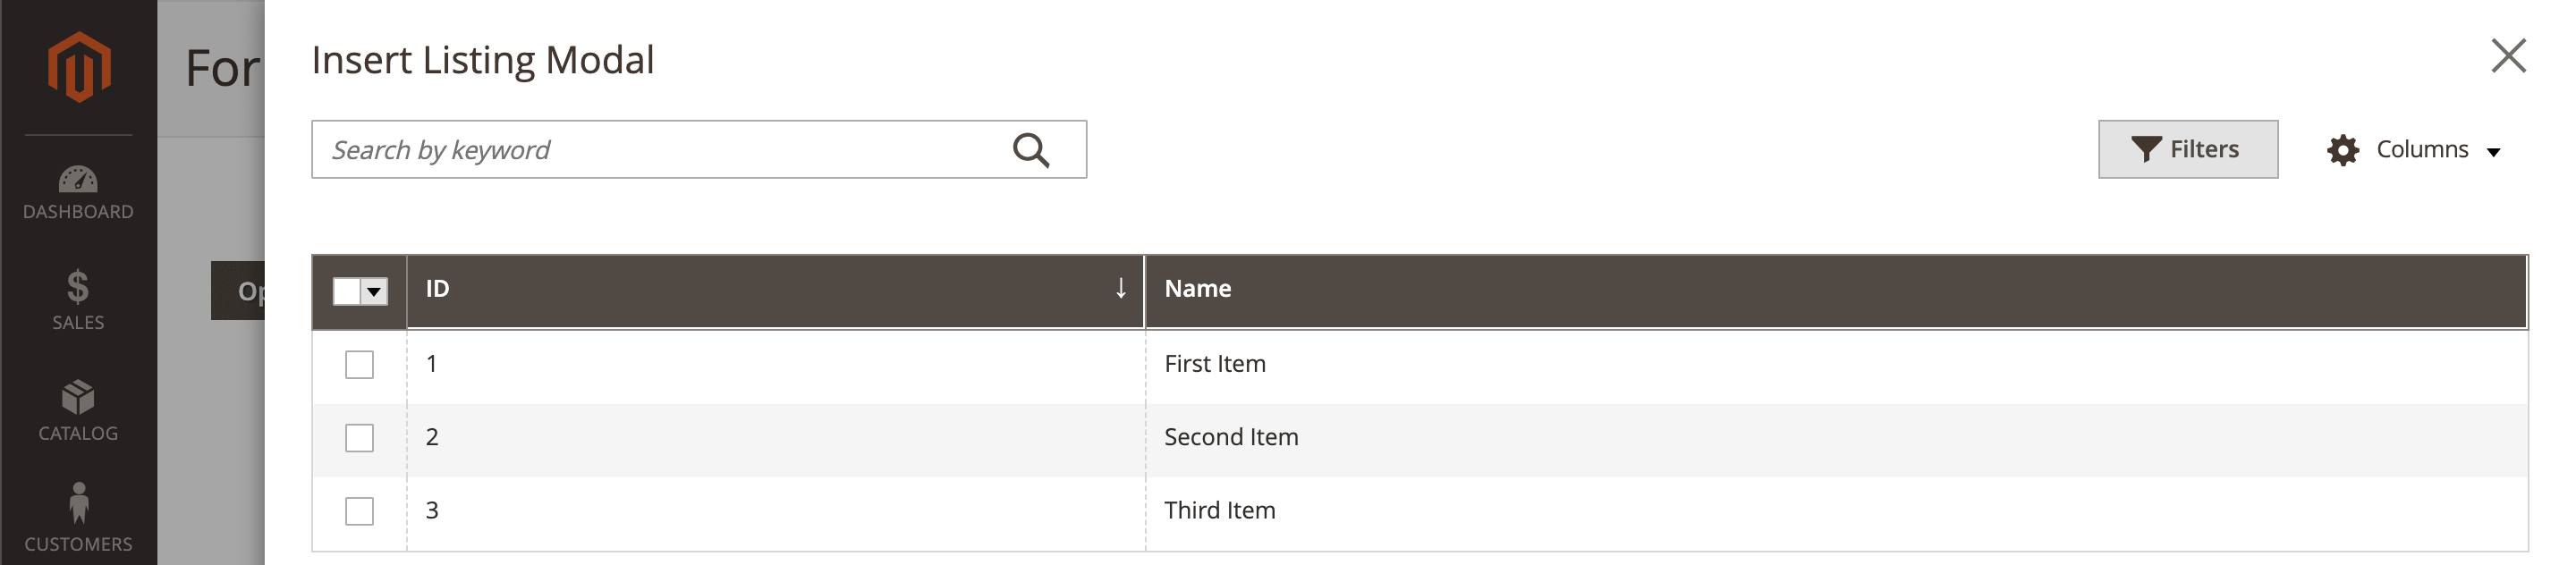 For
Insert Listing Modal
Search by keyword
Filters
Columns
DASHBOARD
Op
ID
Name
SALES
1
First Item
CATALOG
2
Second Item
3
Third Item
CUSTOMERS